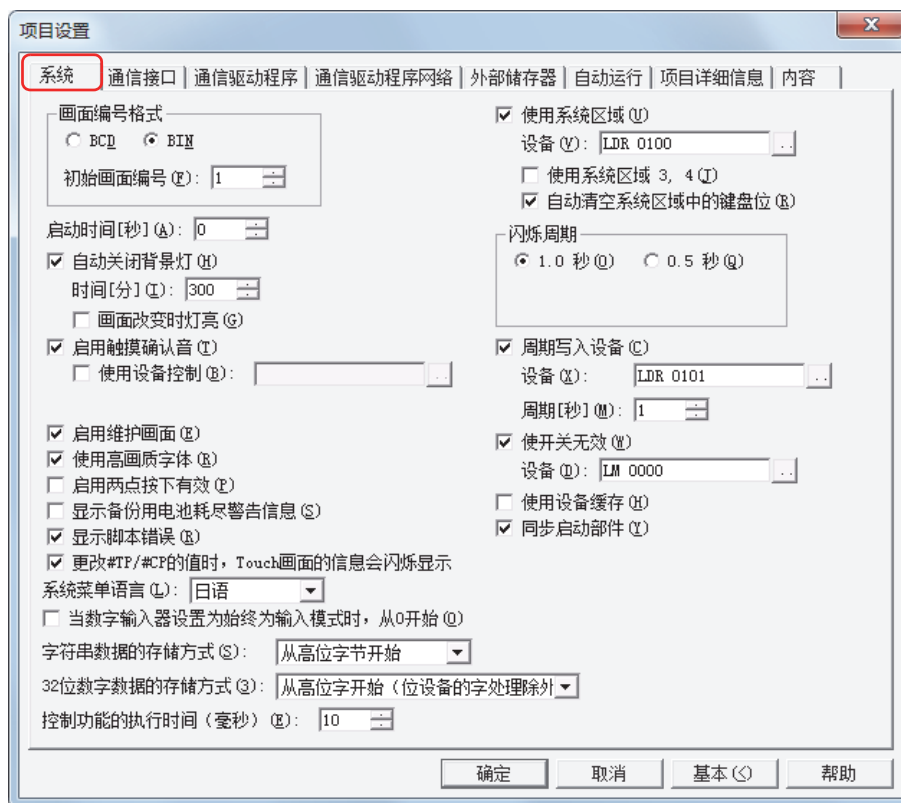 项目设置
系统 通信接口 通信驱动程序 通信驱动程序网络 外部储存器 自动运行 项目详细信息 内容
画面编号格式
BCD BIN
初始画面编号(F): 1
启动时间[秒](A): 0
自动关闭背景灯(H)
时间[分](I): 300
画面改变时灯亮(G)
启用触摸确认音(T)
使用设备控制(B):
启用维护画面(E)
使用高画质字体(R)
启用两点按下有效(P)
显示备份用电池耗尽警告信息(S)
显示脚本错误(R)
更改#TP/#CP的值时，Touch画面的信息会闪烁显示
系统菜单语言(L): 日语
当数字输入器设置为始终为输入模式时，从0开始(O)
字符串数据的存储方式(S): 从高位字节开始
32位数字数据的存储方式(3): 从高位字开始（位设备的字处理除外
控制功能的执行时间（毫秒）(E): 10
使用系统区域(U)
设备(V): LDR 0100 ..
使用系统区域 3, 4(J)
自动清空系统区域中的键盘位(R)
闪烁周期
1.0 秒(O) 0.5 秒(Q)
周期写入设备(C)
设备(X): LDR 0101 ..
周期[秒](M): 1
使开关无效(W)
设备(D): LM 0000 ..
使用设备缓存(H)
同步启动部件(Y)
确定 取消 基本(<) 帮助